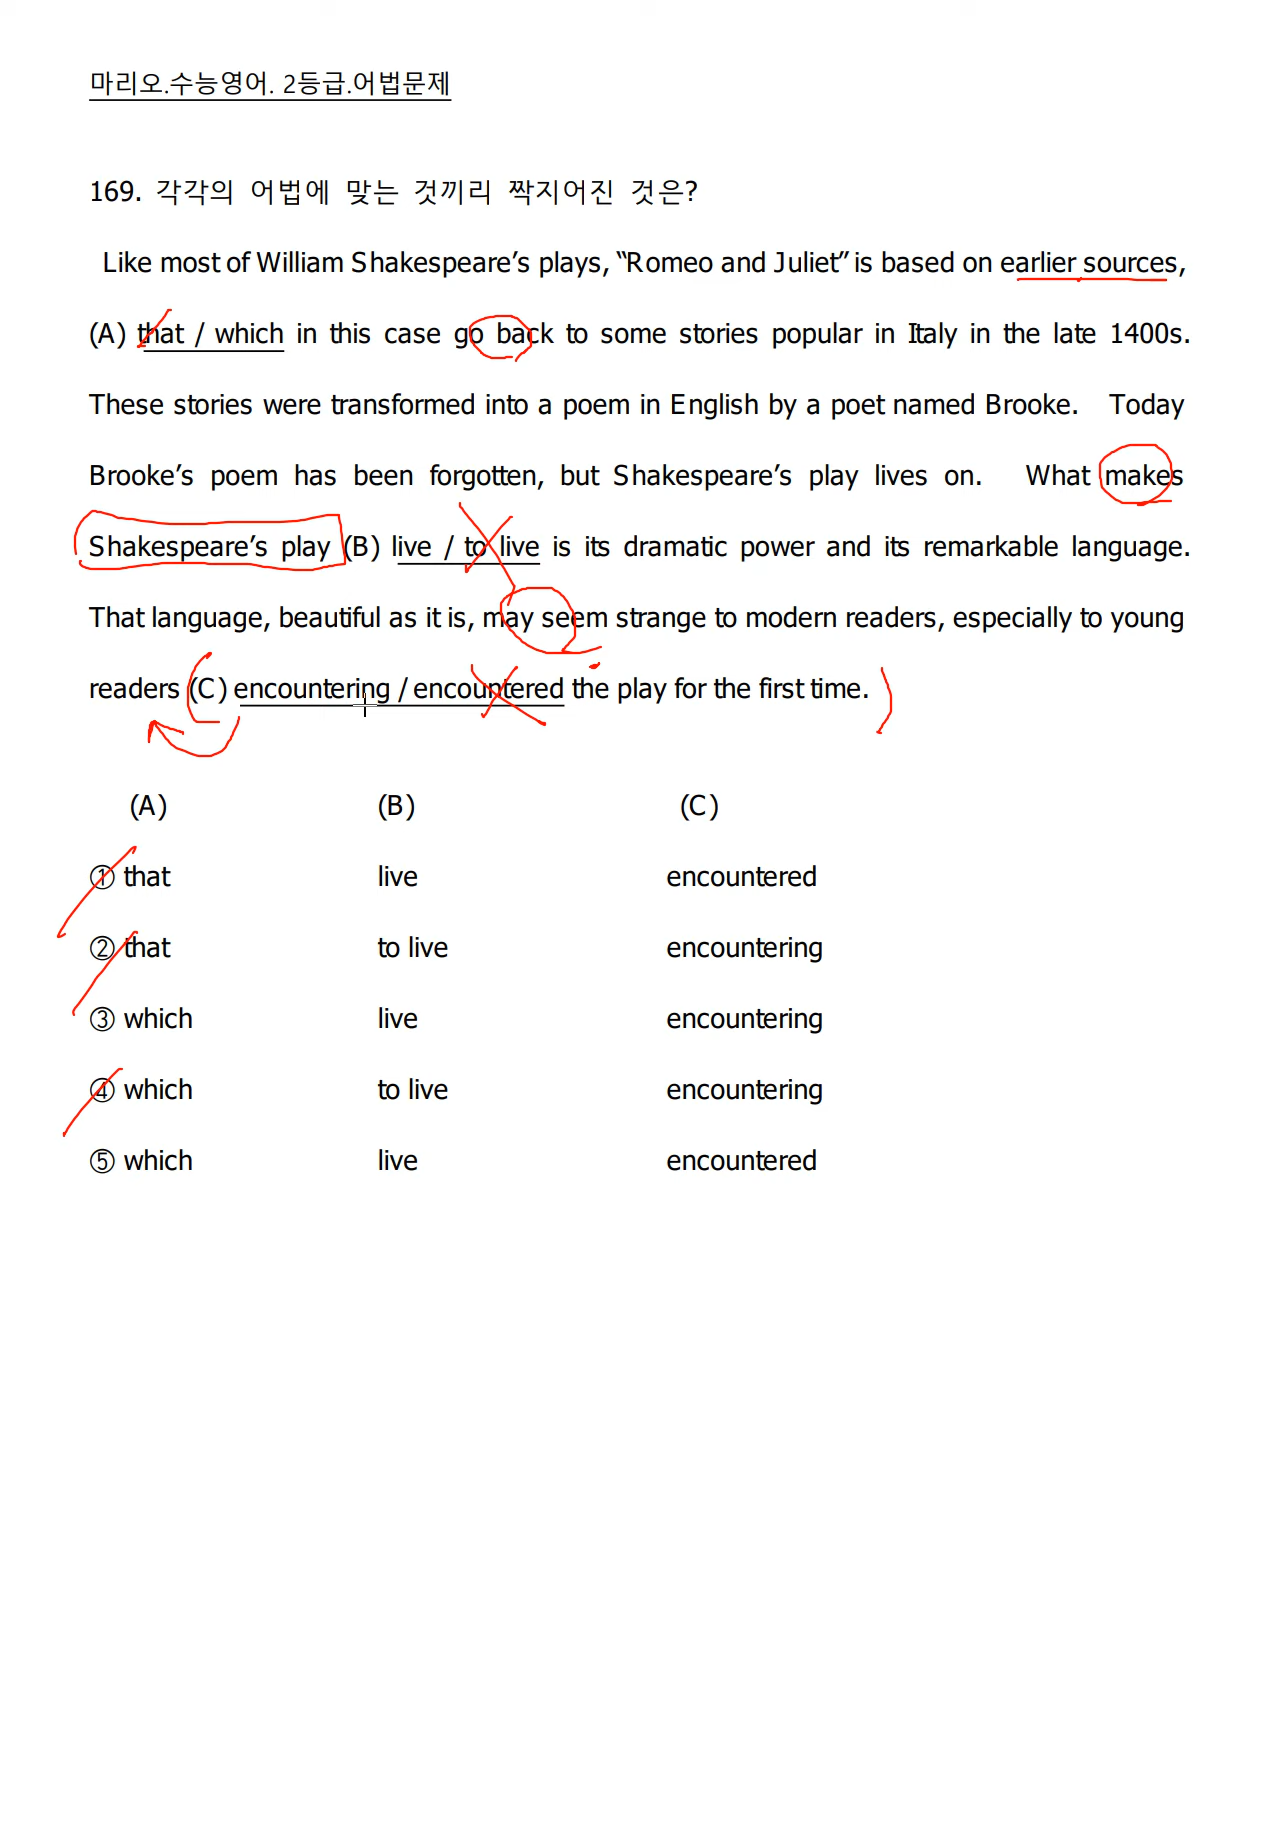 마리오.수능영어. 2등급.어법문제
169. 각각의 어법에 맞는 것끼리 짝지어진 것은?
Like most of William Shakespeare’s plays, “Romeo and Juliet” is based on earlier sources,
(A) that / which in this case go back to some stories popular in Italy in the late 1400s.
These stories were transformed into a poem in English by a poet named Brooke. Today
Brooke’s poem has been forgotten, but Shakespeare’s play lives on. What makes
Shakespeare’s play (B) live / to live is its dramatic power and its remarkable language.
That language, beautiful as it is, may seem strange to modern readers, especially to young
readers (C) encountering / encountered the play for the first time.
(A) (B) (C)
① that live encountered
② that to live encountering
③ which live encountering
④ which to live encountering
⑤ which live encountered